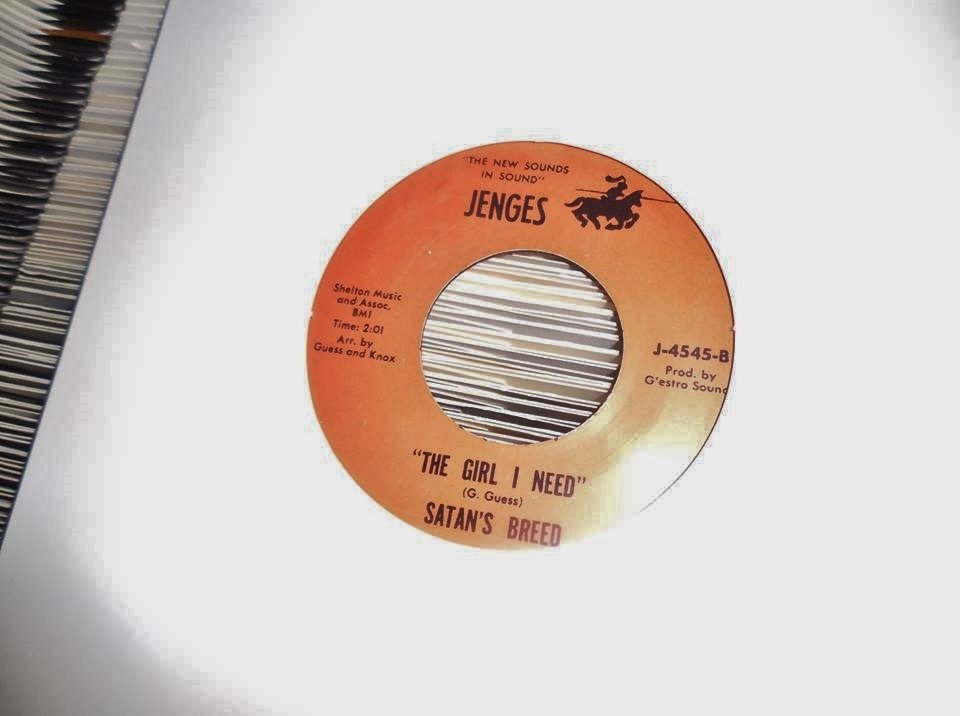 "THE NEW SOUNDS
IN SOUND"
JENGES
Shelton Music
and Assoc.
BMI
Time: 2:01
Arr. by
Guess and Knox
J-4545-B
Prod. by
G'estro Sound
"THE GIRL I NEED"
(G. Guess)
SATAN'S BREED